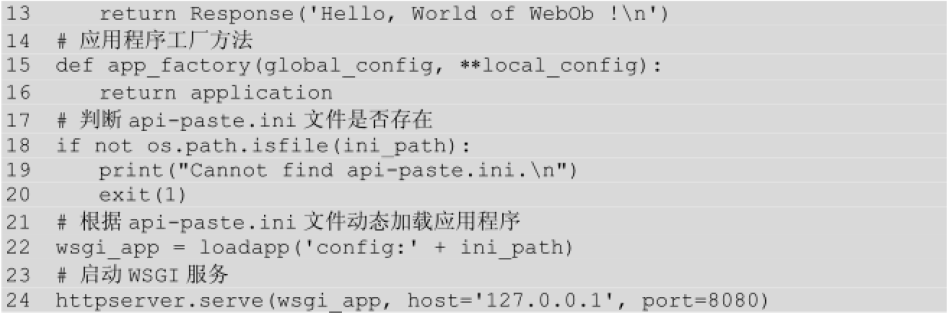 13    return Response('Hello, World of WebOb !\n')
14  # 应用程序工厂方法
15  def app_factory(global_config, **local_config):
16    return application
17  # 判断 api-paste.ini 文件是否存在
18  if not os.path.isfile(ini_path):
19    print("Cannot find api-paste.ini.\n")
20    exit(1)
21  # 根据 api-paste.ini 文件动态加载应用程序
22  wsgi_app = loadapp('config:' + ini_path)
23  # 启动 WSGI 服务
24  httpserver.serve(wsgi_app, host='127.0.0.1', port=8080)